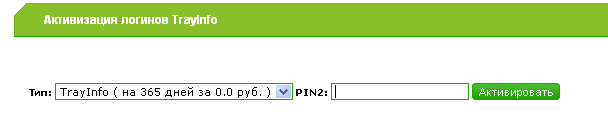 Активизация логинов TrayInfo
Тип: TrayInfo ( на 365 дней за 0.0 руб. ) PIN2: Активировать